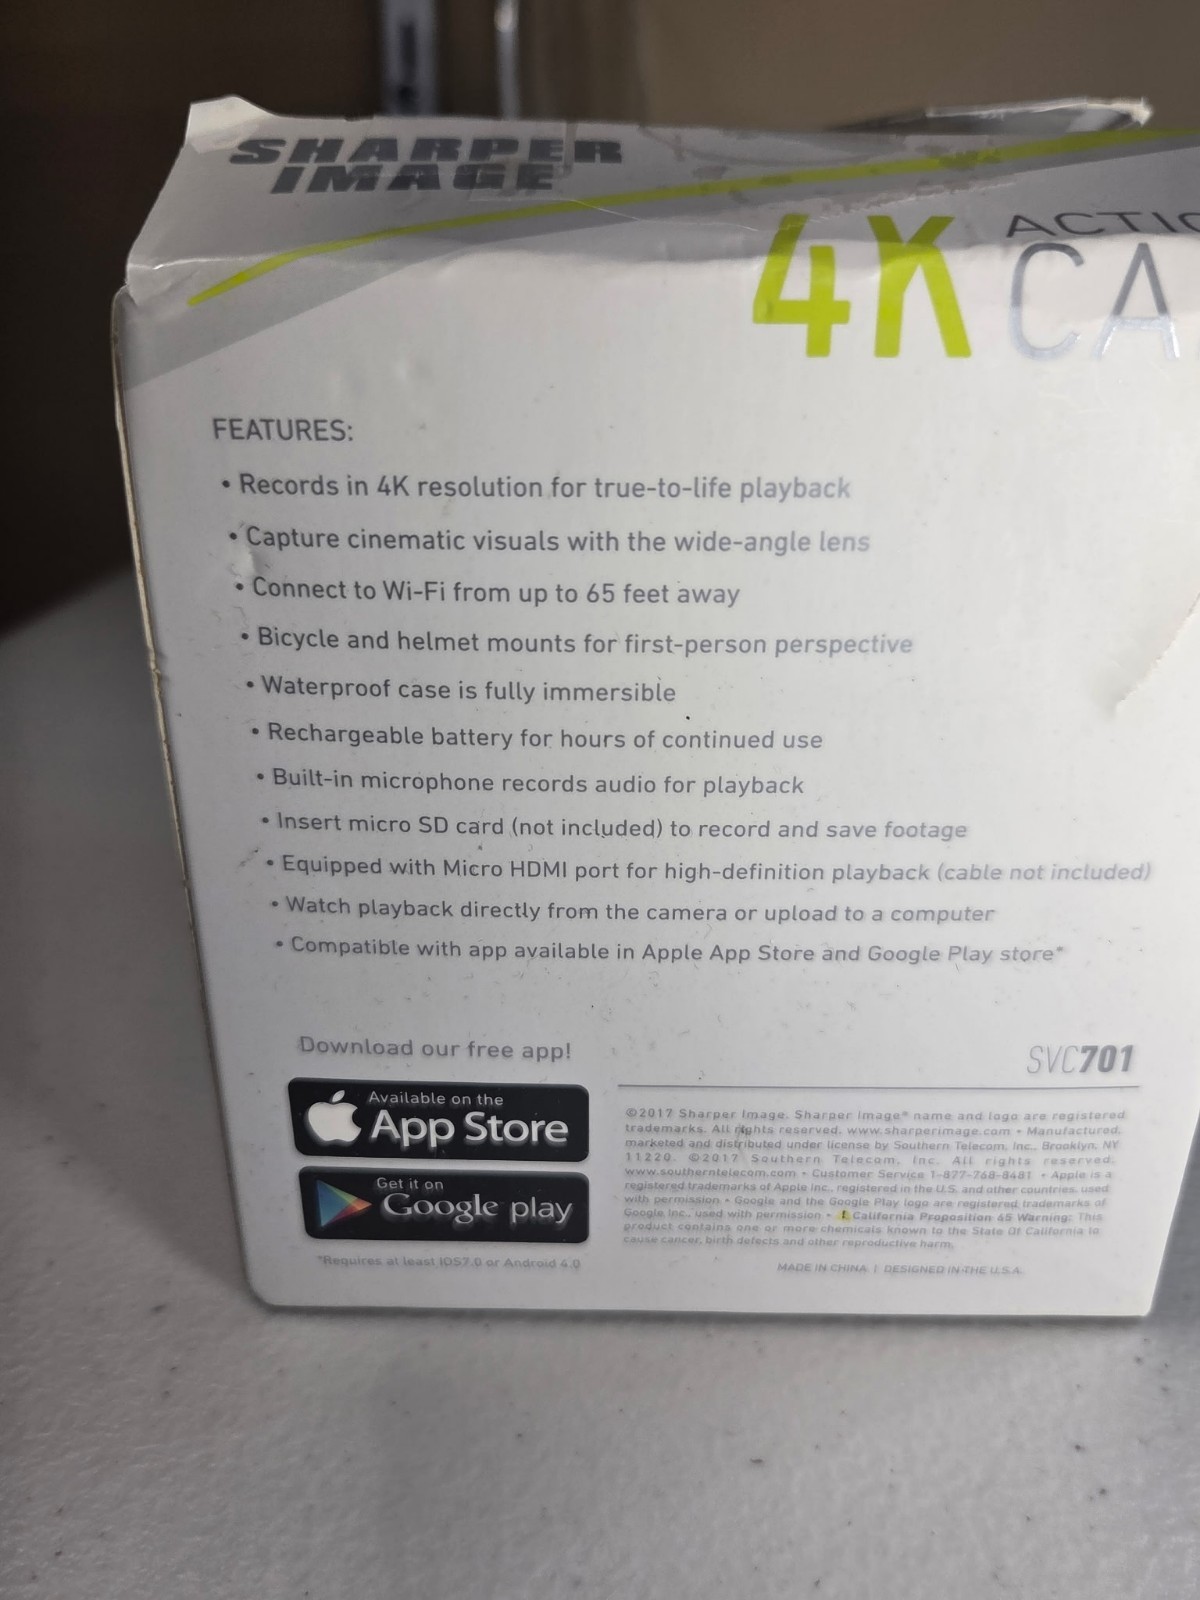 SHARPER
IMAGE
4K ACTIO
CA
FEATURES:
• Records in 4K resolution for true-to-life playback
• Capture cinematic visuals with the wide-angle lens
• Connect to Wi-Fi from up to 65 feet away
• Bicycle and helmet mounts for first-person perspective
• Waterproof case is fully immersible
• Rechargeable battery for hours of continued use
• Built-in microphone records audio for playback
• Insert micro SD card (not included) to record and save footage
• Equipped with Micro HDMI port for high-definition playback (cable not included)
• Watch playback directly from the camera or upload to a computer
• Compatible with app available in Apple App Store and Google Play store*
Download our free app!
Available on the
App Store
Get it on
Google play
*Requires at least IOS7.0 or Android 4.0
SVC701
©2017 Sharper Image. Sharper Image® name and logo are registered
trademarks. All rights reserved. www.sharperimage.com • Manufactured,
marketed and distributed under license by Southern Telecom, Inc., Brooklyn, NY
11220. ©2017 Southern Telecom, Inc. All rights reserved.
www.southerntelecom.com • Customer Service 1-877-768-8481 • Apple is a
registered trademarks of Apple Inc., registered in the U.S. and other countries, used
with permission • Google and the Google Play logo are registered trademarks of
Google Inc., used with permission • ! California Proposition 65 Warning: This
product contains one or more chemicals known to the State Of California to
cause cancer, birth defects and other reproductive harm.
MADE IN CHINA | DESIGNED IN THE U.S.A.